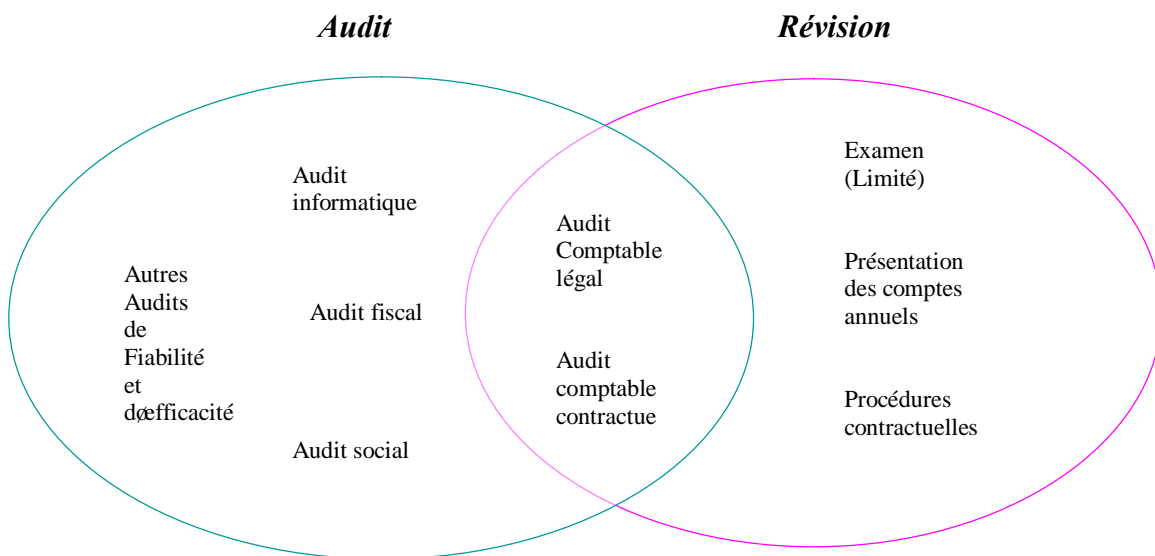 Audit
Révision
Audit
informatique
Autres
Audits
de
Fiabilité
et
døefficacité
Audit fiscal
Audit social
Audit
Comptable
légal
Audit
comptable
contractue
Examen
(Limité)
Présentation
des comptes
annuels
Procédures
contractuelles